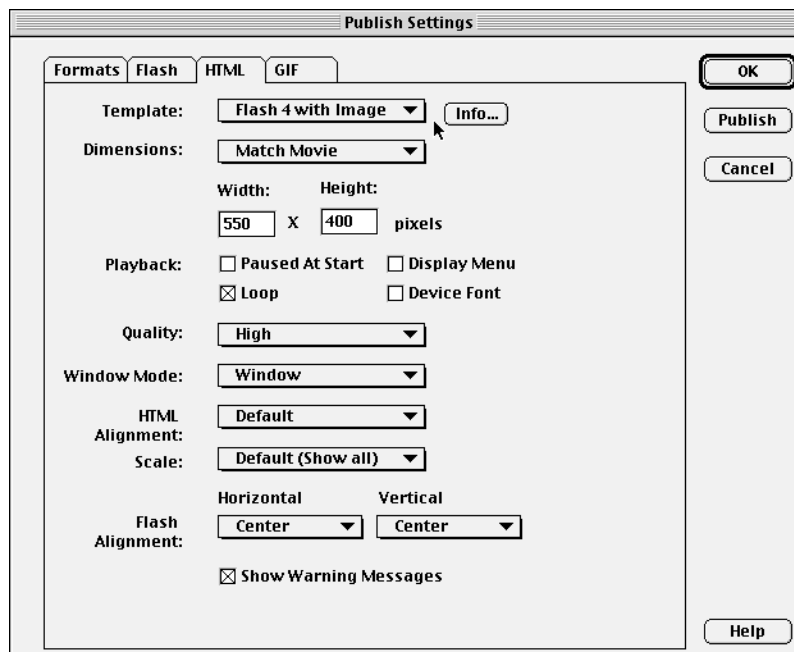 Publish Settings
Formats Flash HTML GIF
OK
Template: Flash 4 with Image Info...
Publish
Dimensions: Match Movie
Cancel
Width: Height:
550 X 400 pixels
Playback: Paused At Start Display Menu
Loop Device Font
Quality: High
Window Mode: Window
HTML Alignment: Default
Scale: Default (Show all)
Horizontal Vertical
Flash Alignment: Center Center
Show Warning Messages
Help